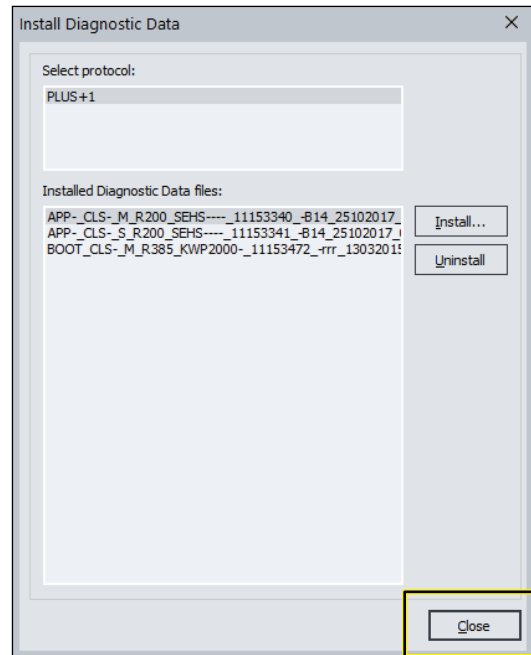 Install Diagnostic Data
Select protocol:
PLUS+1
Installed Diagnostic Data files:
APP-_CLS-_M_R200_SEHS----_11153340_-B14_25102017_
Install...
APP-_CLS-_S_R200_SEHS----_11153341_-B14_25102017_
BOOT_CLS-_M_R385_KWP2000-_11153472_-rrr_13032015
Uninstall
Close